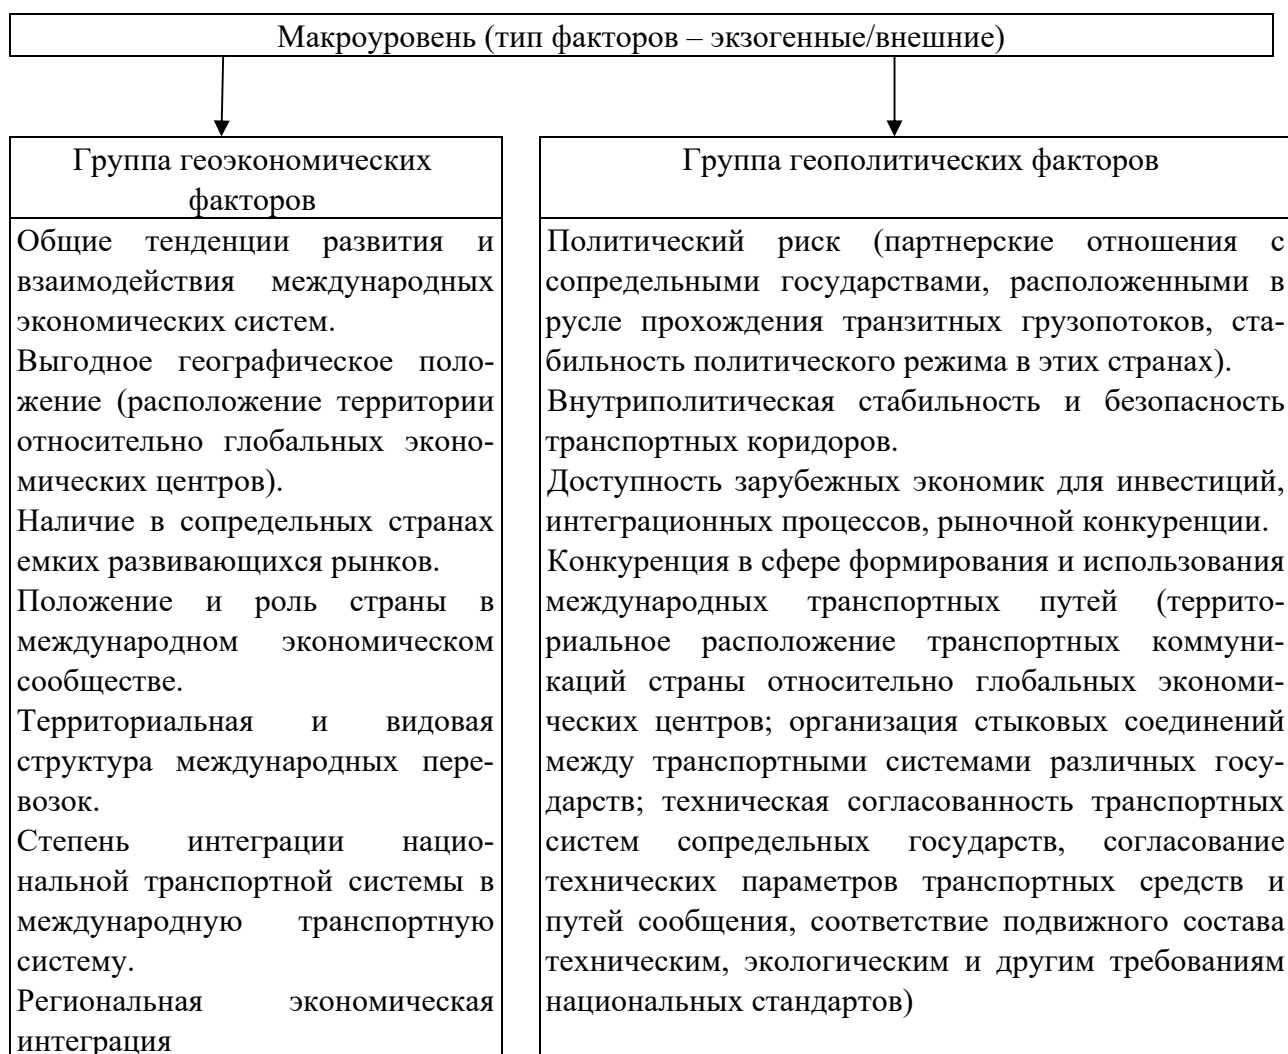 Макроуровень (тип факторов – экзогенные/внешние)
Группа геоэкономических
факторов
Общие тенденции развития и
взаимодействия международных
экономических систем.
Выгодное географическое поло-
жение (расположение территории
относительно глобальных эконо-
мических центров).
Наличие в сопредельных странах
емких развивающихся рынков.
Положение и роль страны в
международном экономическом
сообществе.
Территориальная и видовая
структура международных пере-
возок.
Степень интеграции нацио-
нальной транспортной системы в
международную транспортную
систему.
Региональная экономическая
интеграция
Группа геополитических факторов
Политический риск (партнерские отношения с
сопредельными государствами, расположенными в
русле прохождения транзитных грузопотоков, ста-
бильность политического режима в этих странах).
Внутриполитическая стабильность и безопасность
транспортных коридоров.
Доступность зарубежных экономик для инвестиций,
интеграционных процессов, рыночной конкуренции.
Конкуренция в сфере формирования и использования
международных транспортных путей (террито-
риальное расположение транспортных коммуни-
каций страны относительно глобальных экономи-
ческих центров; организация стыковых соединений
между транспортными системами различных госу-
дарств; техническая согласованность транспортных
систем сопредельных государств, согласование
технических параметров транспортных средств и
путей сообщения, соответствие подвижного состава
техническим, экологическим и другим требованиям
национальных стандартов)